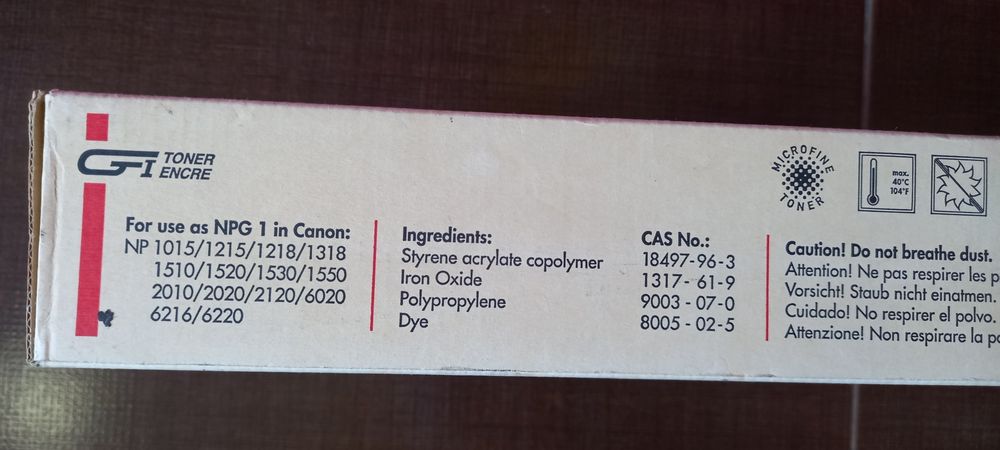 GI TONER
ENCRE
For use as NPG 1 in Canon:
NP 1015/1215/1218/1318
1510/1520/1530/1550
2010/2020/2120/6020
6216/6220
Ingredients:
Styrene acrylate copolymer
Iron Oxide
Polypropylene
Dye
CAS No.:
18497-96-3
1317-61-9
9003-07-0
8005-02-5
MICROFINE
TONER
max.
40°C
104°F
Caution! Do not breathe dust.
Attention! Ne pas respirer les
Vorsicht! Staub nicht einatmen.
Cuidado! No respirar el polvo.
Attenzione! Non respirare la